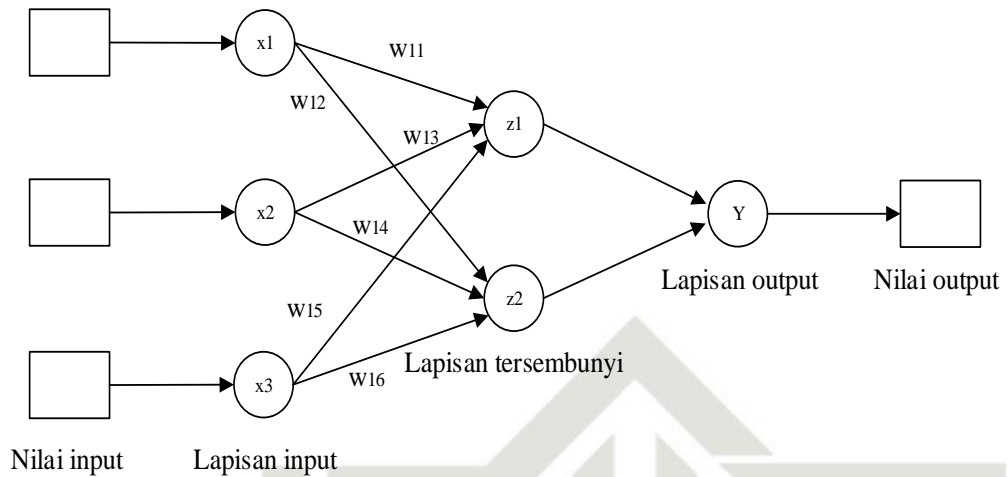 x1
W11
W12
z1
W13
x2
W14
Y
Lapisan output
Nilai output
z2
W15
Lapisan tersembunyi
x3
W16
Nilai input
Lapisan input